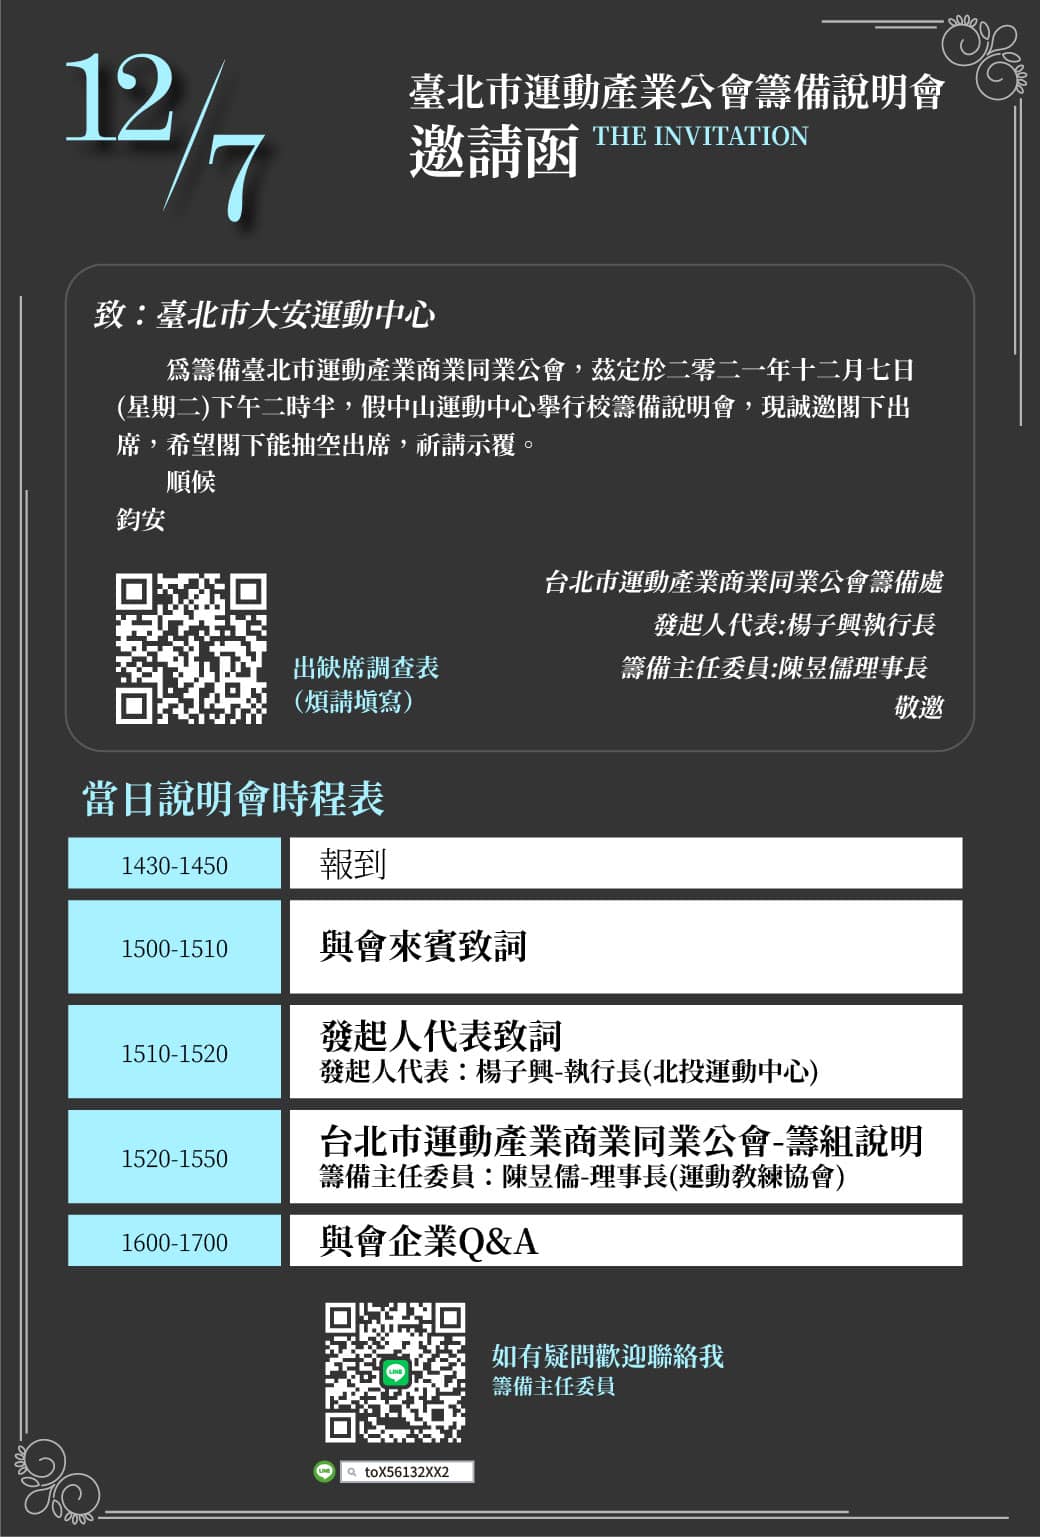 12/7
臺北市運動產業公會籌備說明會
邀請函 THE INVITATION
致：臺北市大安運動中心
為籌備臺北市運動產業商業同業公會，茲定於二零二一年十二月七日
(星期二)下午二時半，假中山運動中心舉行校籌備說明會，現誠邀閣下出
席，希望閣下能抽空出席，祈請示覆。
順候
鈞安
台北市運動產業商業同業公會籌備處
發起人代表:楊子興執行長
籌備主任委員:陳昱儒理事長
敬邀
出缺席調查表
（煩請填寫）
當日說明會時程表
1430-1450 報到
1500-1510 與會來賓致詞
1510-1520 發起人代表致詞
發起人代表：楊子興-執行長(北投運動中心)
1520-1550 台北市運動產業商業同業公會-籌組說明
籌備主任委員：陳昱儒-理事長(運動教練協會)
1600-1700 與會企業Q&A
LINE
如有疑問歡迎聯絡我
籌備主任委員
LINE toX56132XX2